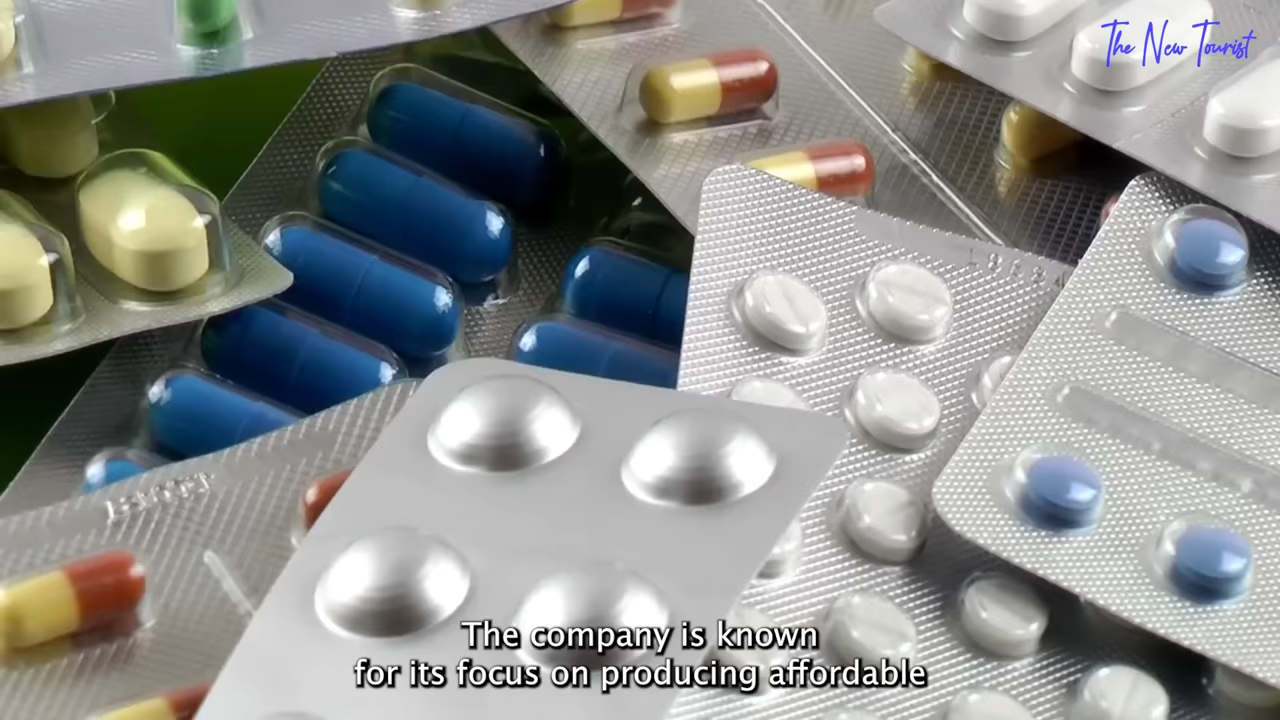 The New Tourist
The company is known
for its focus on producing affordable